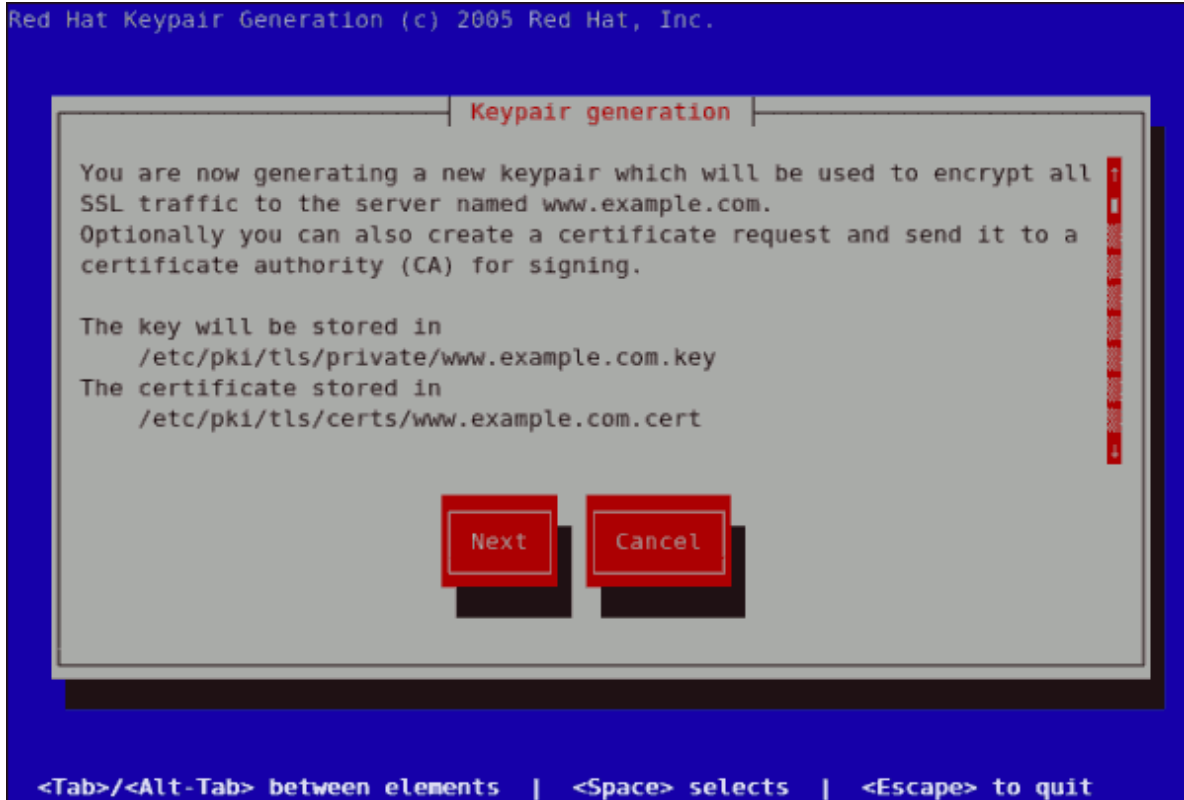 Red Hat Keypair Generation (c) 2005 Red Hat, Inc.
Keypair generation
You are now generating a new keypair which will be used to encrypt all
SSL traffic to the server named www.example.com.
Optionally you can also create a certificate request and send it to a
certificate authority (CA) for signing.
The key will be stored in
/etc/pki/tls/private/www.example.com.key
The certificate stored in
/etc/pki/tls/certs/www.example.com.cert
Next Cancel
<Tab>/<Alt-Tab> between elements | <Space> selects | <Escape> to quit